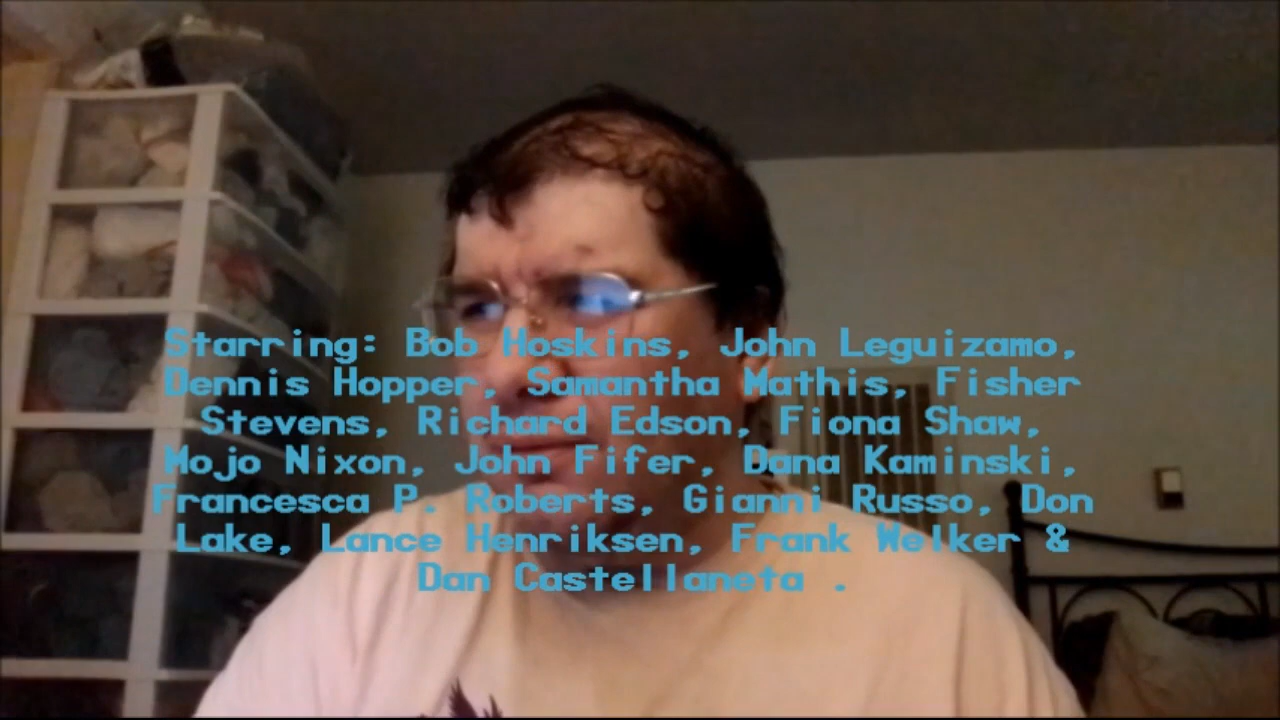 Starring: Bob Hoskins, John Leguizamo,
Dennis Hopper, Samantha Mathis, Fisher
Stevens, Richard Edson, Fiona Shaw,
Mojo Nixon, John Fifer, Dana Kaminski,
Francesca P. Roberts, Gianni Russo, Don
Lake, Lance Henriksen, Frank Welker &
Dan Castellaneta .